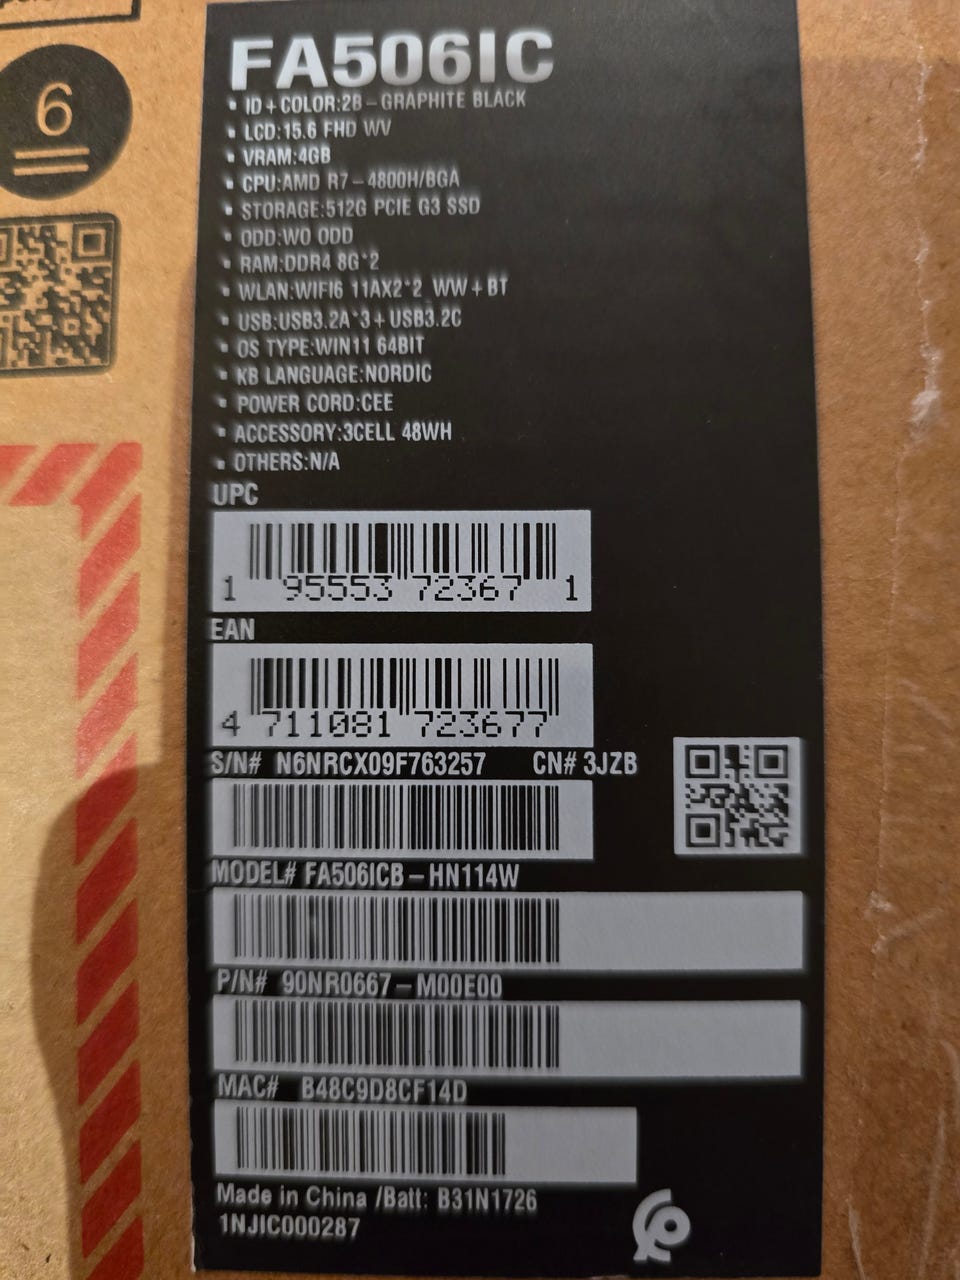 6
FA506IC
▪ ID+COLOR:2B-GRAPHITE BLACK
▪ LCD:15.6 FHD WV
▪ VRAM:4GB
▪ CPU:AMD R7-4800H/BGA
▪ STORAGE:512G PCIE G3 SSD
▪ ODD:WO ODD
▪ RAM:DDR4 8G*2
▪ WLAN:WIFI6 11AX2*2 WW+BT
▪ USB:USB3.2A*3+USB3.2C
▪ OS TYPE:WIN11 64BIT
▪ KB LANGUAGE:NORDIC
▪ POWER CORD:CEE
▪ ACCESSORY:3CELL 48WH
▪ OTHERS:N/A
UPC
1 95553 72367 1
EAN
4 711081 723677
S/N# N6NRCX09F763257 CN# 3JZB
MODEL# FA506ICB-HN114W
P/N# 90NR0667-M00E00
MAC# B48C9D8CF14D
Made in China /Batt: B31N1726
1NJIC000287